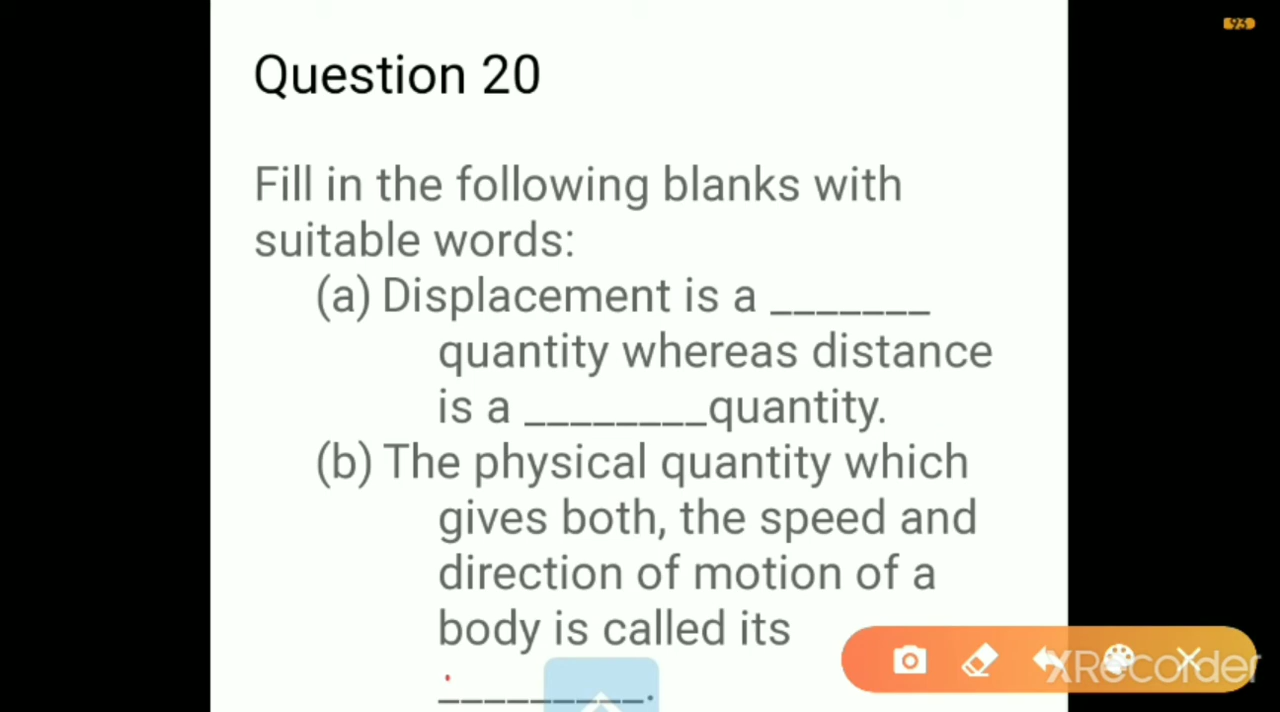 93
Question 20
Fill in the following blanks with
suitable words:
(a) Displacement is a _______
quantity whereas distance
is a ________quantity.
(b) The physical quantity which
gives both, the speed and
direction of motion of a
body is called its
_________.
XRecorder